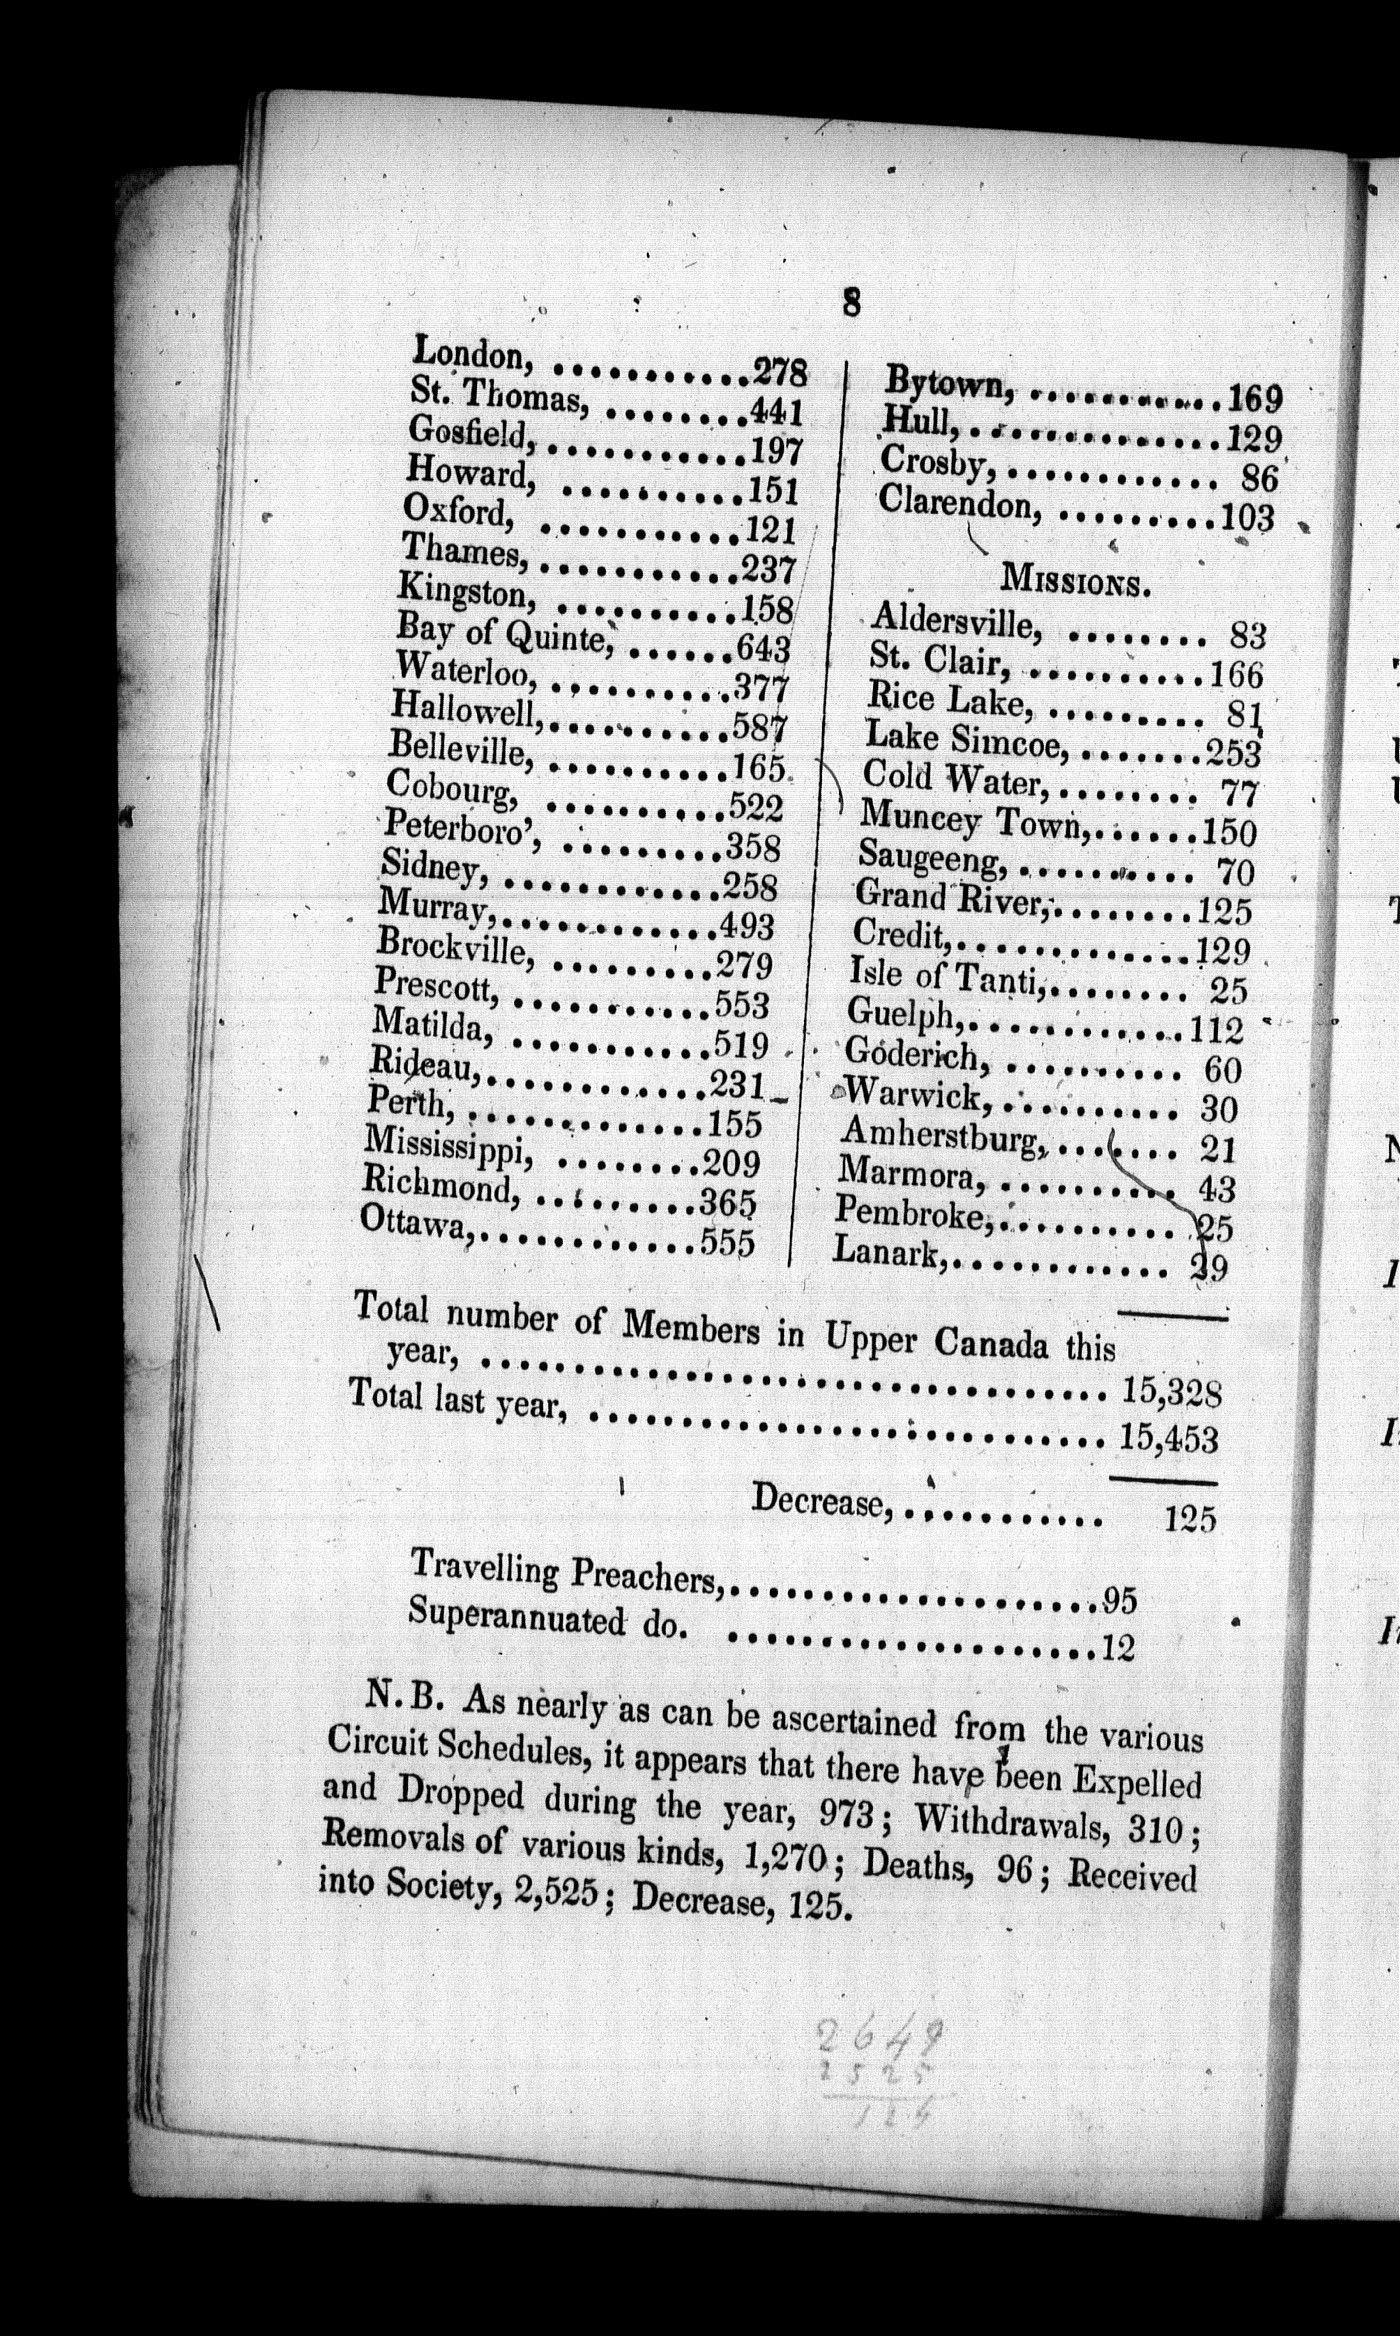 8
London, ...........278
St. Thomas, ........441
Gosfield,...........197
Howard, ..........151
Oxford, ...........121
Thames,...........237
Kingston, ..........158
Bay of Quinte, ......643
Waterloo, ..........377
Hallowell,..........587
Belleville, ..........165
Cobourg, ..........522
Peterboro', .........358
Sidney, ............258
Murray,............493
Brockville, .........279
Prescott, ...........553
Matilda, ...........519
Rideau,............231
Perth, .............155
Mississippi, ........209
Richmond, .........365
Ottawa,............555
Bytown, ...........169
Hull,..............129
Crosby, ............ 86
Clarendon, .........103
MISSIONS.
Aldersville, ........ 83
St. Clair, ..........166
Rice Lake, ......... 81
Lake Simcoe, .......253
Cold Water,........ 77
Muncey Town,......150
Saugeeng, .......... 70
Grand River,........125
Credit,.............129
Isle of Tanti,........ 25
Guelph,............112
Goderich, .......... 60
Warwick, .......... 30
Amherstburg,....... 21
Marmora, .......... 43
Pembroke,.......... 25
Lanark,............ 29
Total number of Members in Upper Canada this
year, .................................. 15,328
Total last year, ............................ 15,453
Decrease,........... 125
Travelling Preachers,....................95
Superannuated do. ....................12
N. B. As nearly as can be ascertained from the various
Circuit Schedules, it appears that there have been Expelled
and Dropped during the year, 973; Withdrawals, 310;
Removals of various kinds, 1,270; Deaths, 96; Received
into Society, 2,525; Decrease, 125.
2649
2525